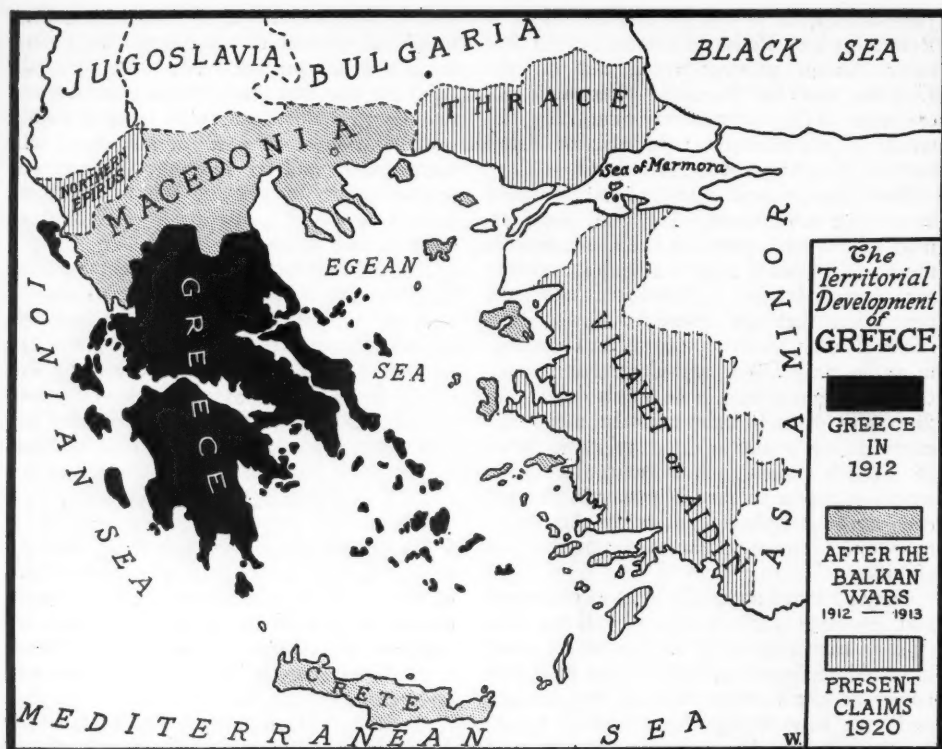 JUGOSLAVIA
BULGARIA
BLACK SEA
THRACE
MACEDONIA
NORTHERN
EPIRUS
Sea of Marmora
EGEAN
SEA
GREECE
IONIAN SEA
VILAYET OF AIDIN
ASIA MINOR
CRETE
MEDITERRANEAN SEA
W.
The
Territorial
Development
of
GREECE
GREECE
IN
1912
AFTER THE
BALKAN
WARS
1912 — 1913
PRESENT
CLAIMS
1920